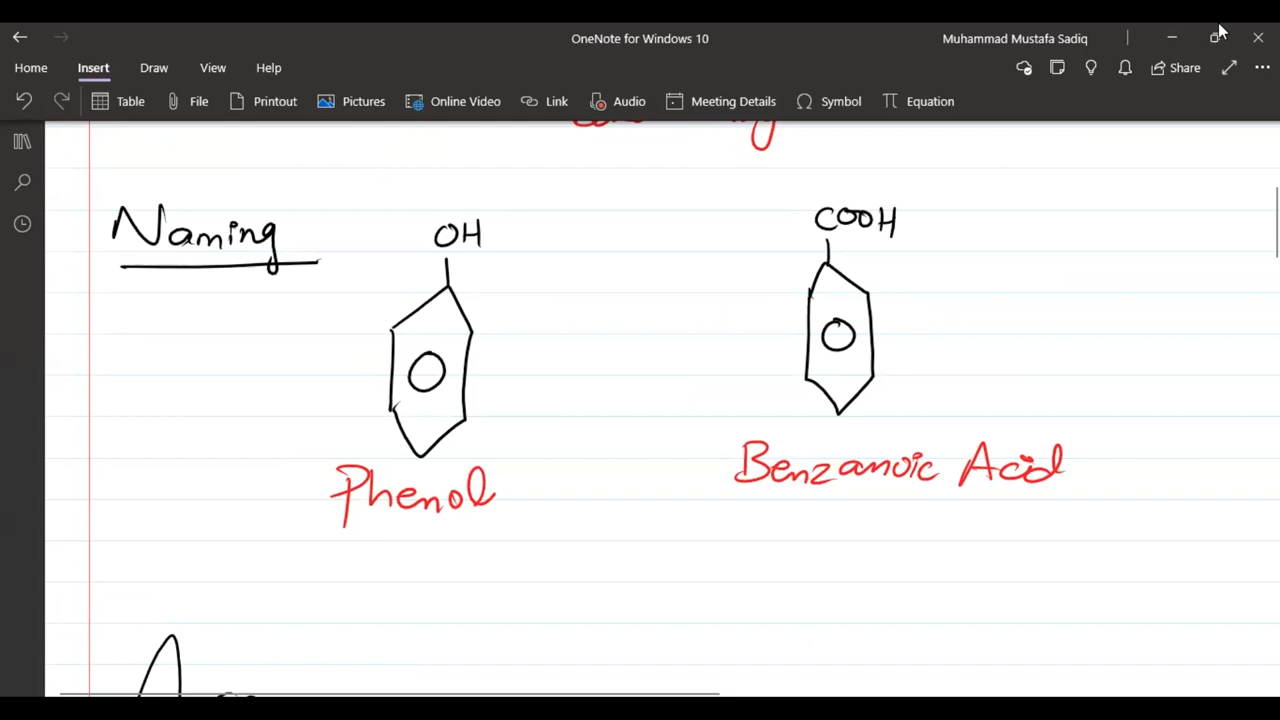 OneNote for Windows 10
Muhammad Mustafa Sadiq
Home Insert Draw View Help
Share
Table File Printout Pictures Online Video Link Audio Meeting Details Symbol Equation
Naming
OH
COOH
Phenol
Benzamoic Acid